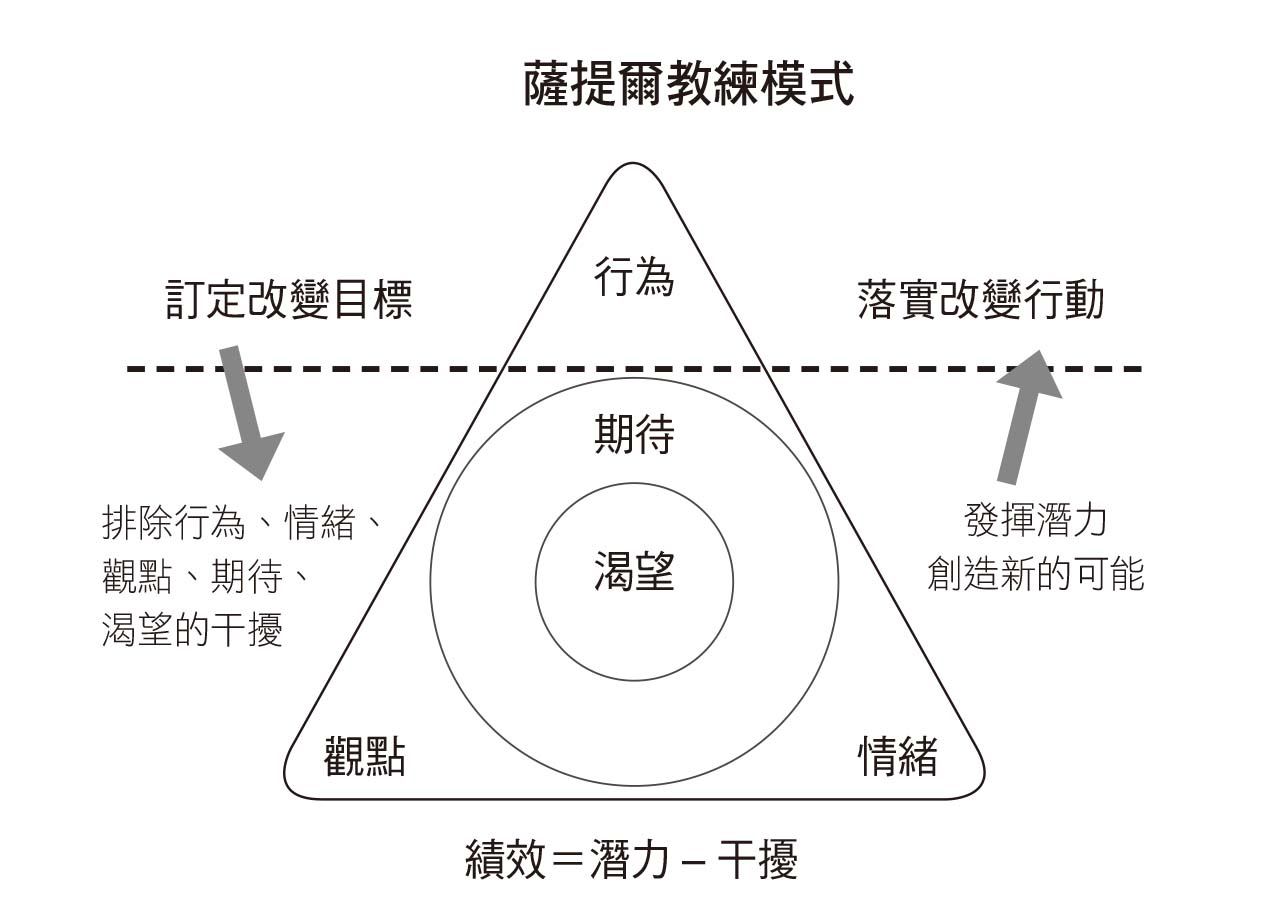 薩提爾教練模式
行為
訂定改變目標
落實改變行動
期待
排除行為、情緒、
觀點、期待、
渴望的干擾
渴望
發揮潛力
創造新的可能
觀點
情緒
績效＝潛力－干擾